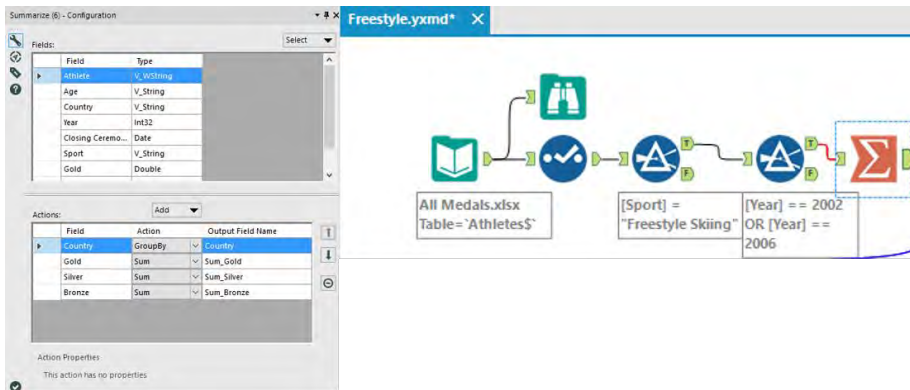 Summarize (6) - Configuration
Fields:
Select
Field Type
Athlete V_WString
Age V_String
Country V_String
Year Int32
Closing Ceremo... Date
Sport V_String
Gold Double
Actions:
Add
Field Action Output Field Name
Country GroupBy Country
Gold Sum Sum_Gold
Silver Sum Sum_Silver
Bronze Sum Sum_Bronze
Action Properties
This action has no properties
Freestyle.yxmd*
T
F
T
F
All Medals.xlsx
Table=`Athletes$`
[Sport] =
"Freestyle Skiing"
[Year] == 2002
OR [Year] ==
2006